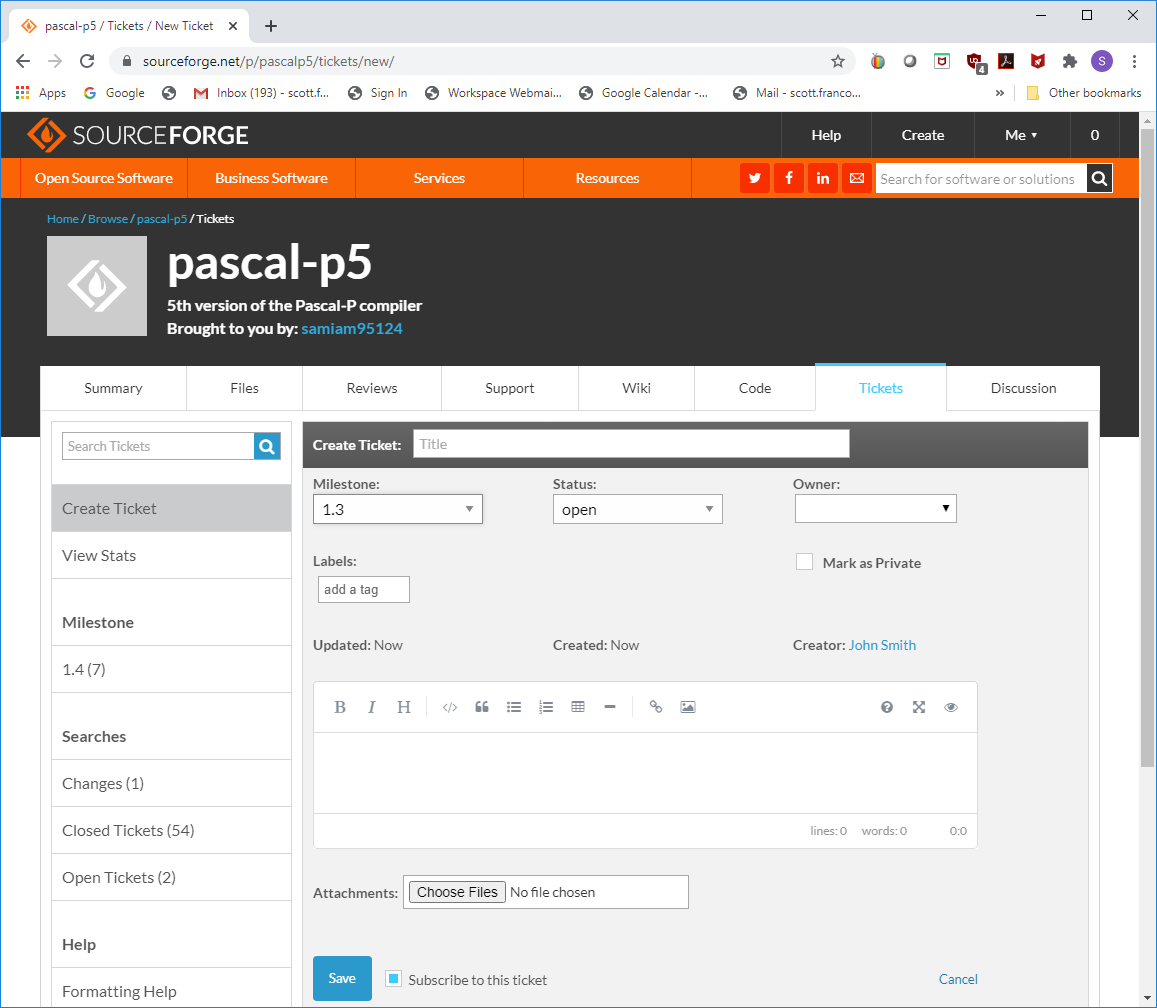 pascal-p5 / Tickets / New Ticket
sourceforge.net/p/pascalp5/tickets/new/
4
S
Apps
Google
Inbox (193) - scott.f...
Sign In
Workspace Webmai...
Google Calendar -...
Mail - scott.franco...
»
Other bookmarks
SOURCEFORGE
Help
Create
Me
0
Open Source Software
Business Software
Services
Resources
Search for software or solutions
Home / Browse / pascal-p5 / Tickets
pascal-p5
5th version of the Pascal-P compiler
Brought to you by: samiam95124
Summary
Files
Reviews
Support
Wiki
Code
Tickets
Discussion
Search Tickets
Create Ticket
View Stats
Milestone
1.4 (7)
Searches
Changes (1)
Closed Tickets (54)
Open Tickets (2)
Help
Formatting Help
Create Ticket:
Title
Milestone:
Status:
Owner:
1.3
open
Labels:
Mark as Private
add a tag
Updated: Now
Created: Now
Creator: John Smith
B I H
lines: 0 words: 0 0:0
Attachments:
Choose Files No file chosen
Save
Subscribe to this ticket
Cancel